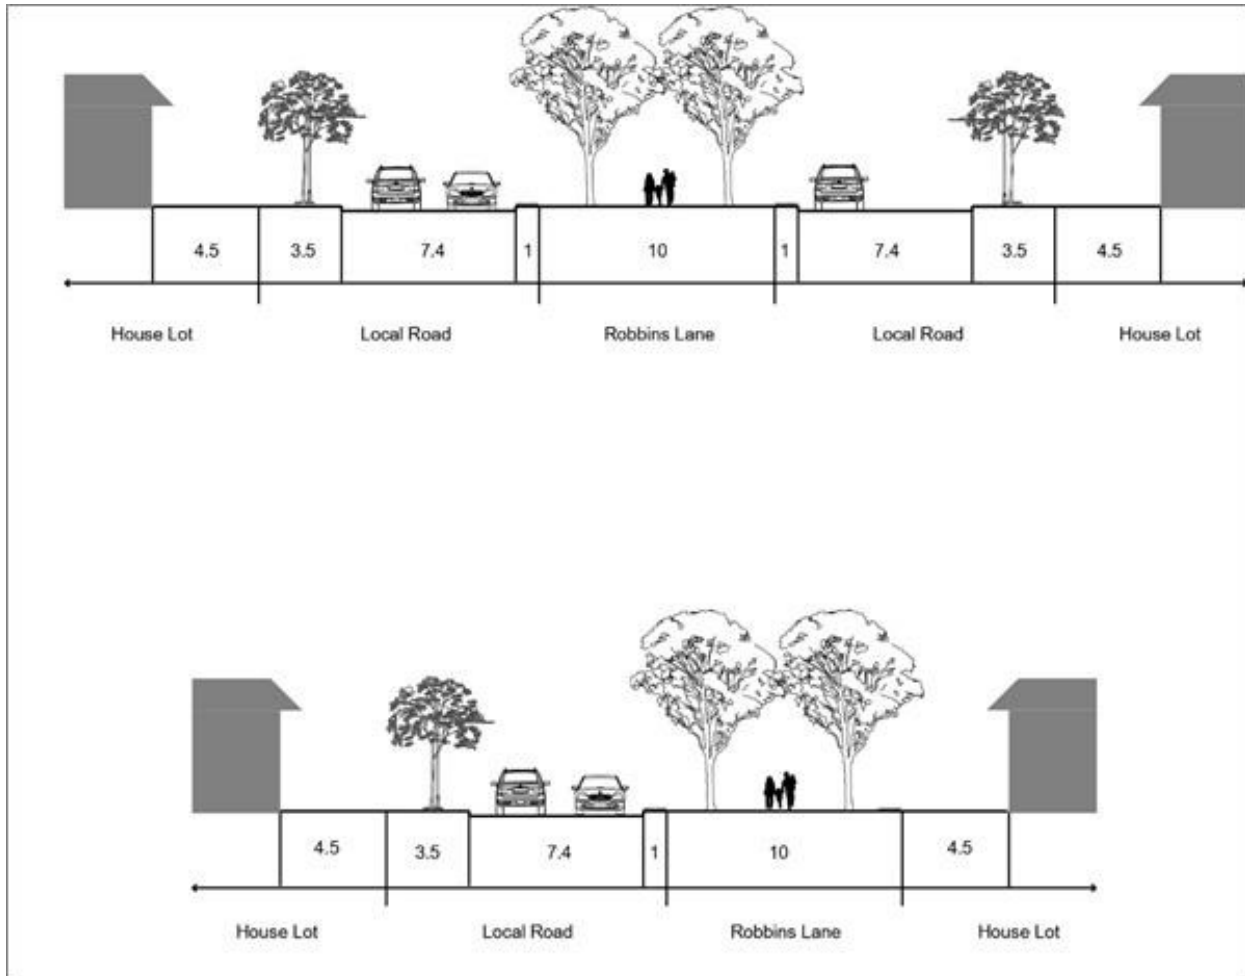 4.5 3.5 7.4 1 10 1 7.4 3.5 4.5
House Lot Local Road Robbins Lane Local Road House Lot
4.5 3.5 7.4 1 10 4.5
House Lot Local Road Robbins Lane House Lot